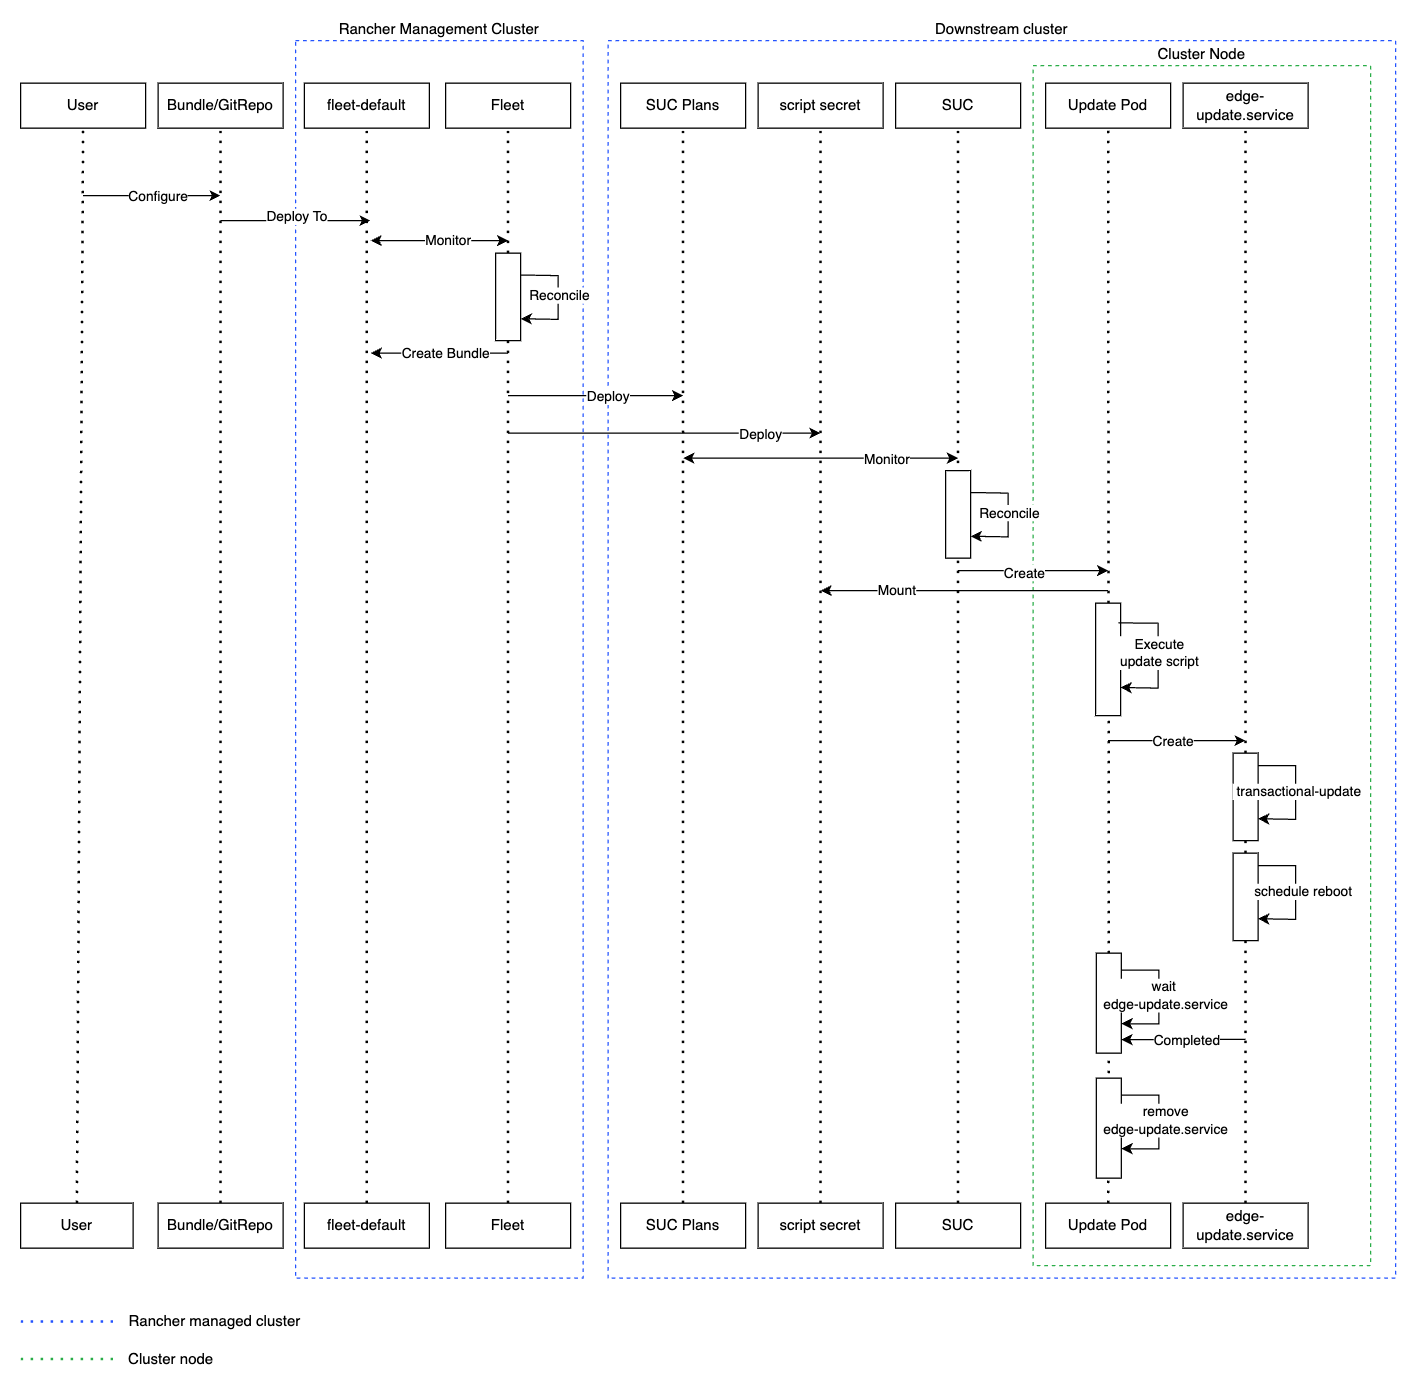 Rancher Management Cluster
Downstream cluster
Cluster Node
User
Bundle/GitRepo
fleet-default
Fleet
SUC Plans
script secret
SUC
Update Pod
edge-
update.service
Configure
Deploy To
Monitor
Reconcile
Create Bundle
Deploy
Deploy
Monitor
Reconcile
Create
Mount
Execute
update script
Create
transactional-update
schedule reboot
wait
edge-update.service
Completed
remove
edge-update.service
User
Bundle/GitRepo
fleet-default
Fleet
SUC Plans
script secret
SUC
Update Pod
edge-
update.service
Rancher managed cluster
Cluster node